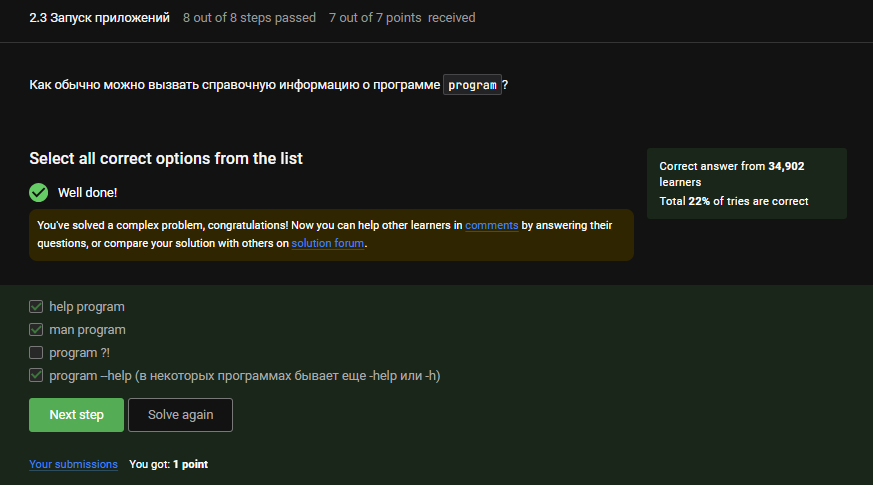 2.3 Запуск приложений 8 out of 8 steps passed 7 out of 7 points received
Как обычно можно вызвать справочную информацию о программе program?
Select all correct options from the list
Well done!
You've solved a complex problem, congratulations! Now you can help other learners in comments by answering their
questions, or compare your solution with others on solution forum.
Correct answer from 34,902
learners
Total 22% of tries are correct
help program
man program
program ?!
program --help (в некоторых программах бывает еще -help или -h)
Next step Solve again
Your submissions You got: 1 point